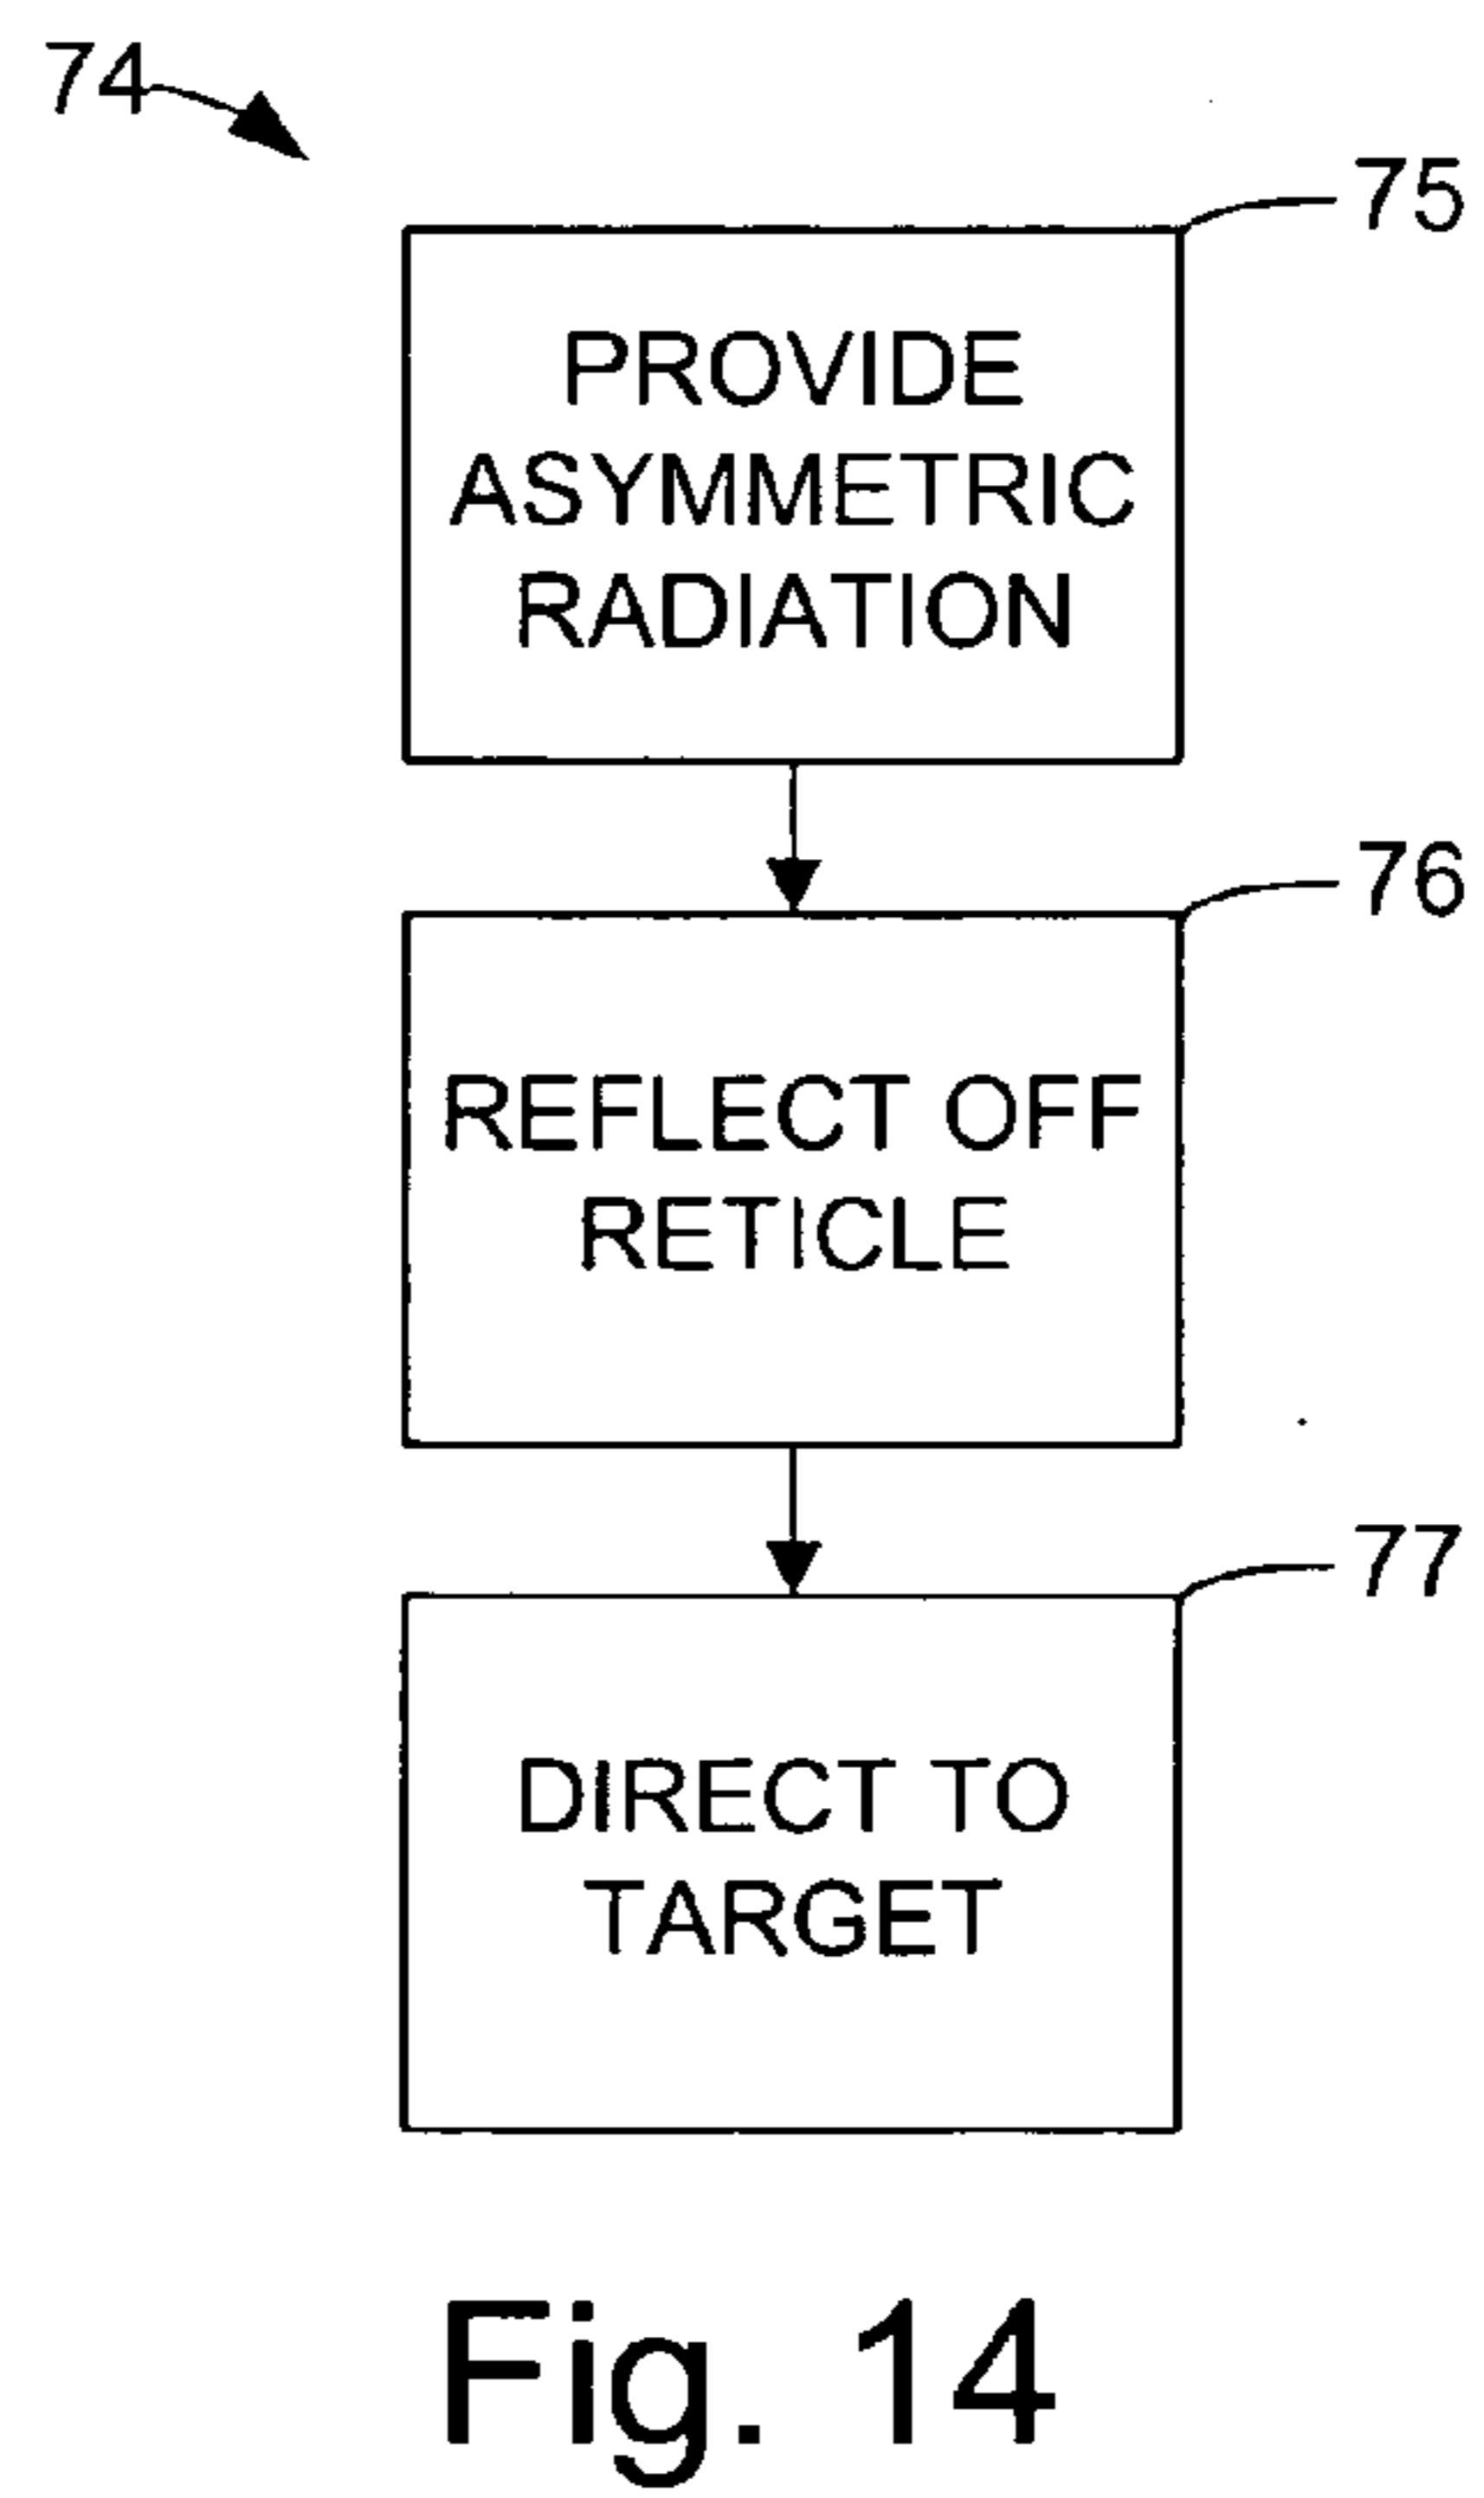 74
75
PROVIDE
ASYMMETRIC
RADIATION
76
REFLECT OFF
RETICLE
77
DIRECT TO
TARGET
Fig. 14